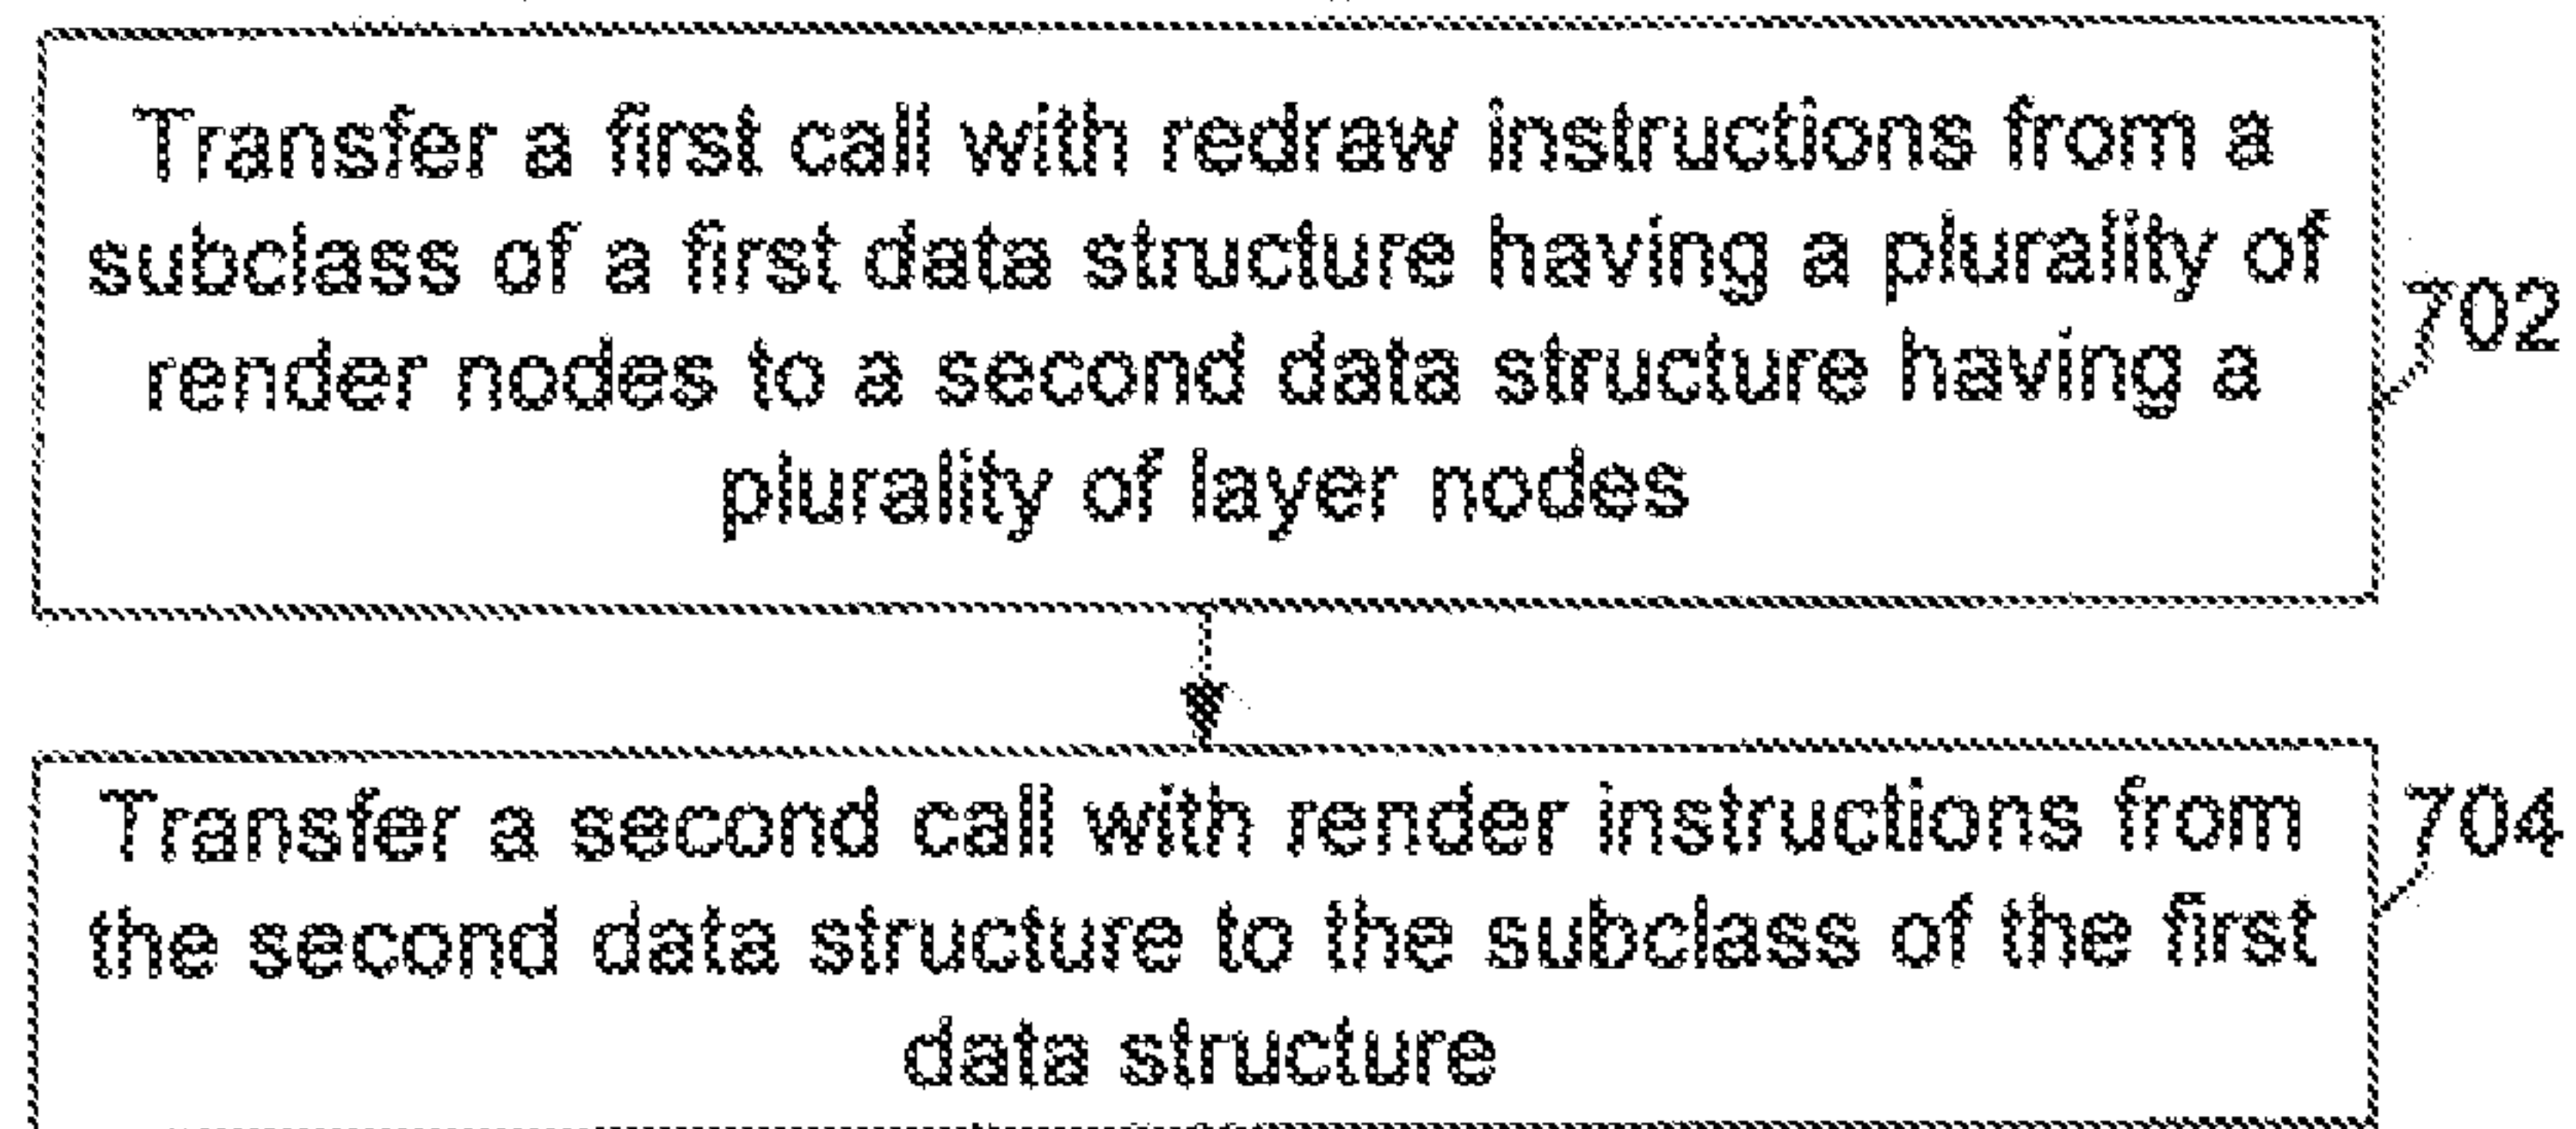 Transfer a first call with redraw instructions from a
subclass of a first data structure having a plurality of
render nodes to a second data structure having a
plurality of layer nodes
702
Transfer a second call with render instructions from
the second data structure to the subclass of the first
data structure
704